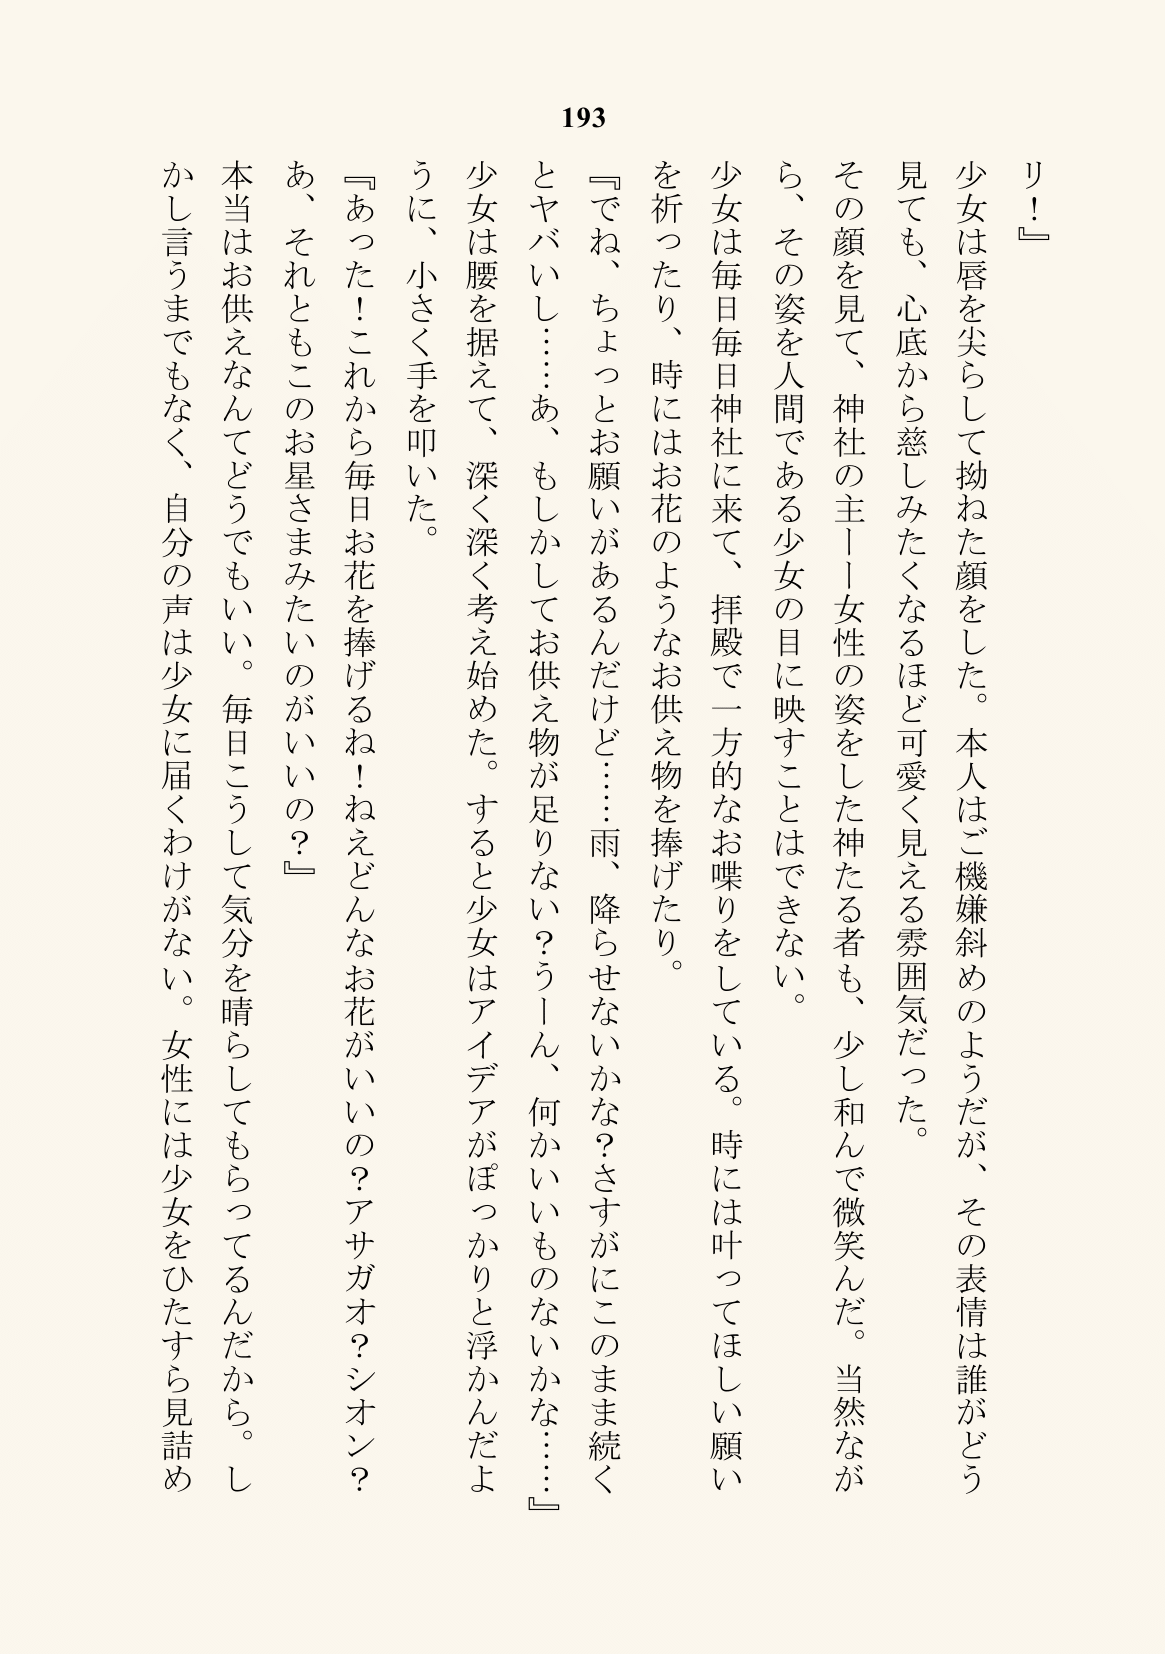 193
リ！』
少女は唇を尖らして拗ねた顔をした。本人はご機嫌斜めのようだが、その表情は誰がどう
見ても、心底から慈しみたくなるほど可愛く見える雰囲気だった。
その顔を見て、神社の主ーー女性の姿をした神たる者も、少し和んで微笑んだ。当然なが
ら、その姿を人間である少女の目に映すことはできない。
少女は毎日毎日神社に来て、拝殿で一方的なお喋りをしている。時には叶ってほしい願い
を祈ったり、時にはお花のようなお供え物を捧げたり。
『でね、ちょっとお願いがあるんだけど……雨、降らせないかな？さすがにこのまま続く
とヤバいし……あ、もしかしてお供え物が足りない？うーん、何かいいものないかな……』
少女は腰を据えて、深く深く考え始めた。すると少女はアイデアがぽっかりと浮かんだよ
うに、小さく手を叩いた。
『あった！これから毎日お花を捧げるね！ねえどんなお花がいいの？アサガオ？シオン？
あ、それともこのお星さまみたいのがいいの？』
本当はお供えなんてどうでもいい。毎日こうして気分を晴らしてもらってるんだから。し
かし言うまでもなく、自分の声は少女に届くわけがない。女性には少女をひたすら見詰め